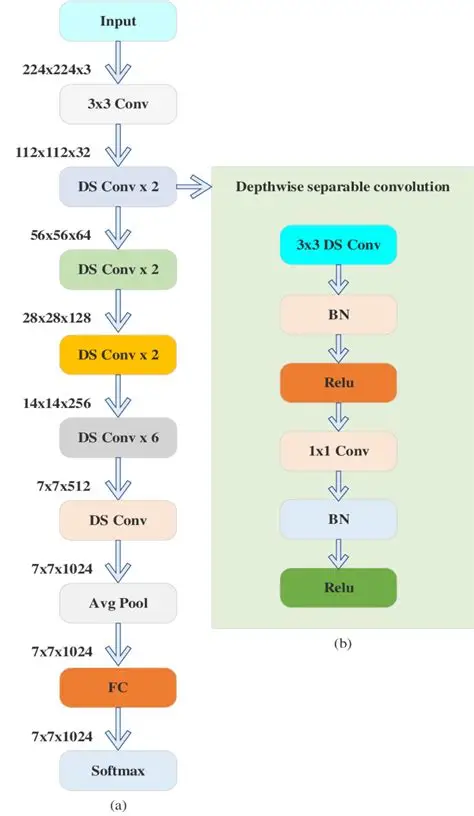 Input
224x224x3
3x3 Conv
112x112x32
DS Conv x 2
56x56x64
DS Conv x 2
28x28x128
DS Conv x 2
14x14x256
DS Conv x 6
7x7x512
DS Conv
7x7x1024
Avg Pool
7x7x1024
FC
7x7x1024
Softmax
(a)
Depthwise separable convolution
3x3 DS Conv
BN
Relu
1x1 Conv
BN
Relu
(b)